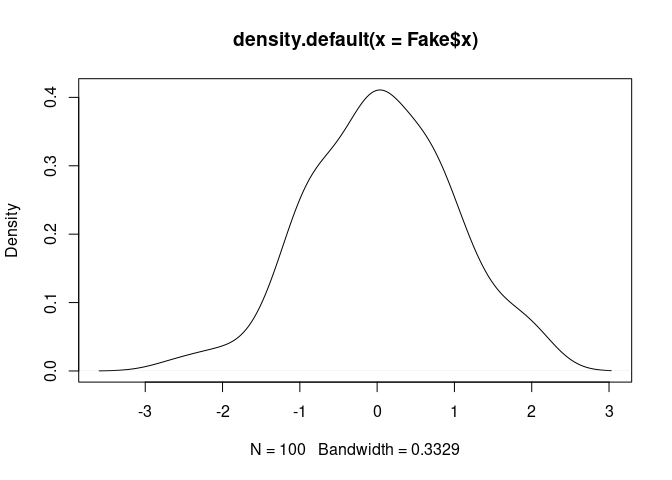 density.default(x = Fake$x)
Density
0.4
0.3
0.2
0.1
0.0
-3 -2 -1 0 1 2 3
N = 100 Bandwidth = 0.3329